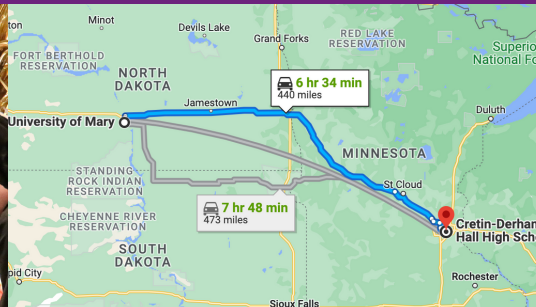 ton
Minot
Devils Lake
Grand Forks
RED LAKE
RESERVATION
Superio
National Fo
FORT BERTHOLD
RESERVATION
NORTH
DAKOTA
6 hr 34 min
440 miles
Jamestown
Duluth
University of Mary
MINNESOTA
STANDING
ROCK INDIAN
RESERVATION
St Cloud
7 hr 48 min
473 miles
CHEYENNE RIVER
RESERVATION
Cretin-Derhan
Hall High Scho
SOUTH
DAKOTA
pid City
Rochester
Sioux Falls